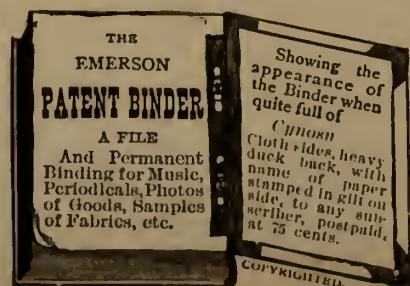 THE
EMERSON
PATENT BINDER
A FILE
And Permanent
Binding for Music,
Periodicals, Photos
of Goods, Samples
of Fabrics, etc.
Showing the
appearance of
the Binder when
quite full of
Cynosu
Cloth sides, heavy
duck back, with
name of paper
stamped in gilt on
side, to any sub-
scriber, postpaid,
at 75 cents.
COPYRIGHTED.